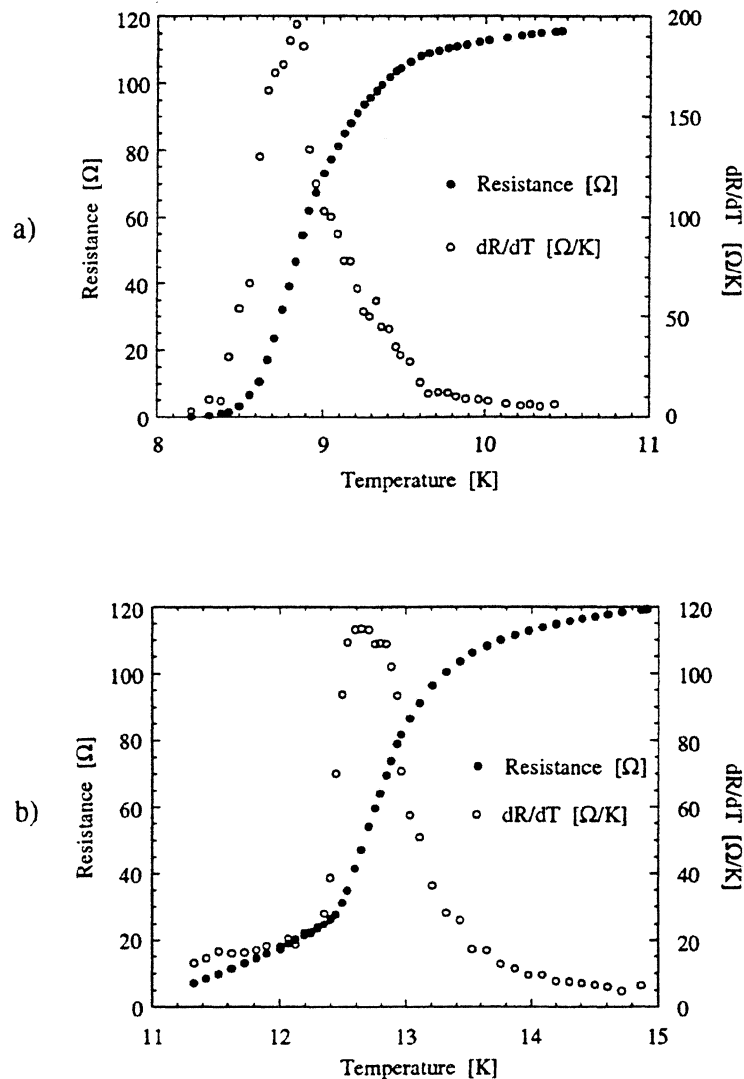 a)
120
100
80
60
40
20
0
Resistance [Ω]
200
150
100
50
0
dR/dT [Ω/K]
Resistance [Ω]
dR/dT [Ω/K]
8
9
10
11
Temperature [K]
b)
120
100
80
60
40
20
0
Resistance [Ω]
120
100
80
60
40
20
0
dR/dT [Ω/K]
Resistance [Ω]
dR/dT [Ω/K]
11
12
13
14
15
Temperature [K]